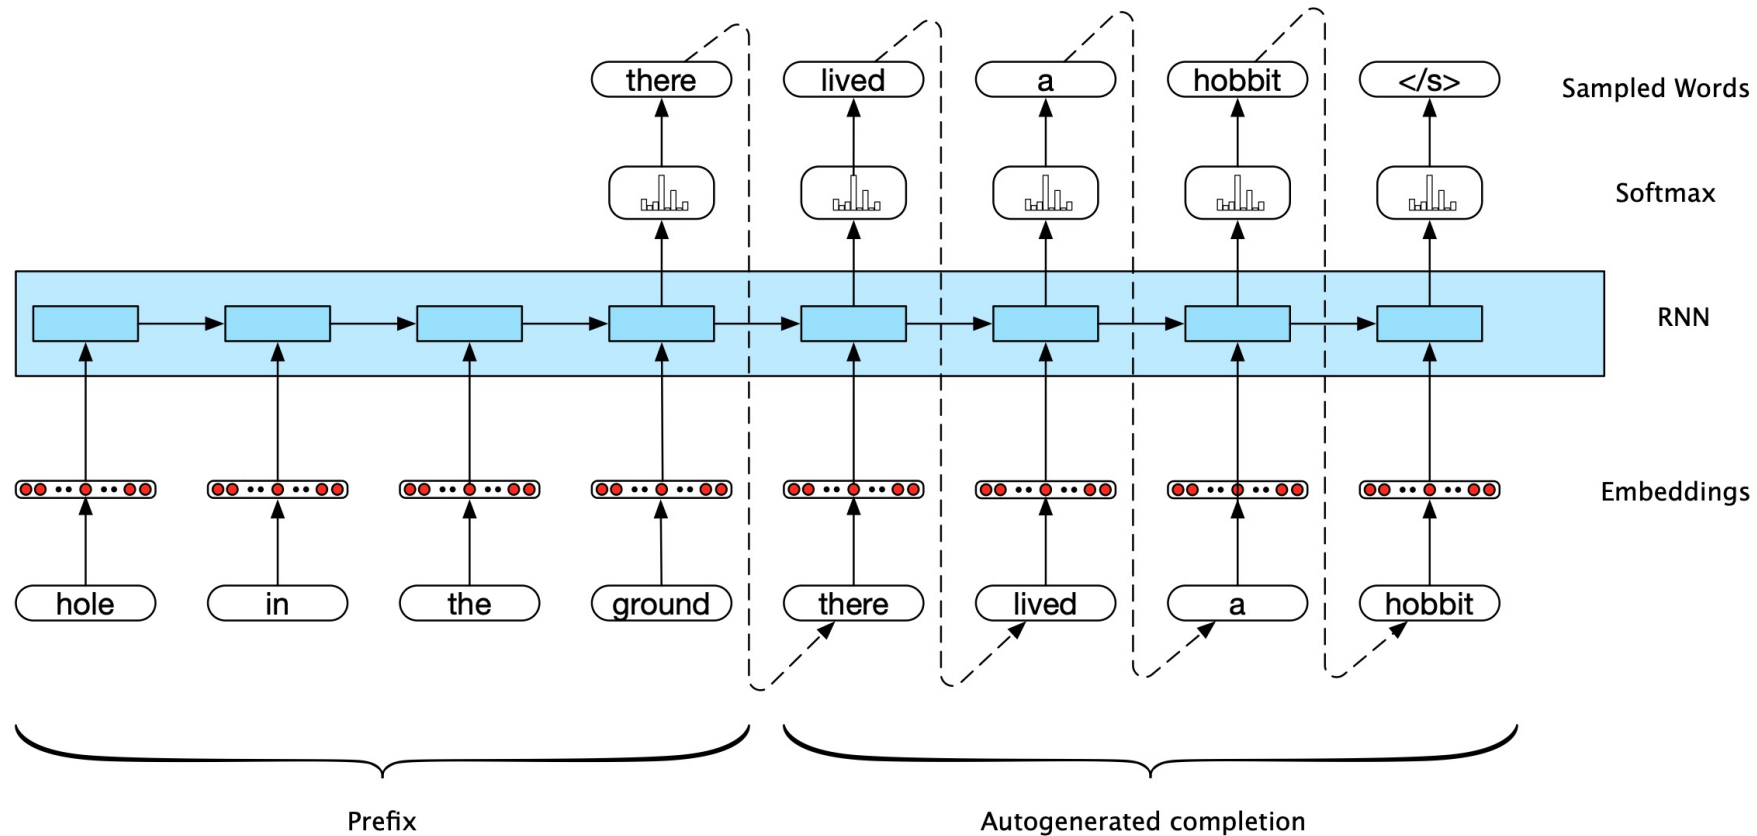 there lived a hobbit </s> Sampled Words
Softmax
RNN
Embeddings
hole in the ground there lived a hobbit
Prefix Autogenerated completion